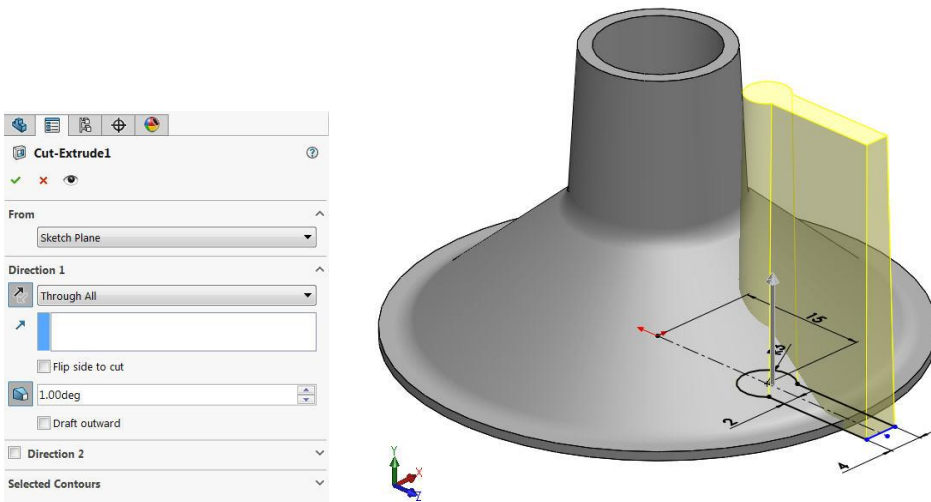 Cut-Extrude1
From
Sketch Plane
Direction 1
Through All
Flip side to cut
1.00deg
Draft outward
Direction 2
Selected Contours
15
2
4
Y
X
Z